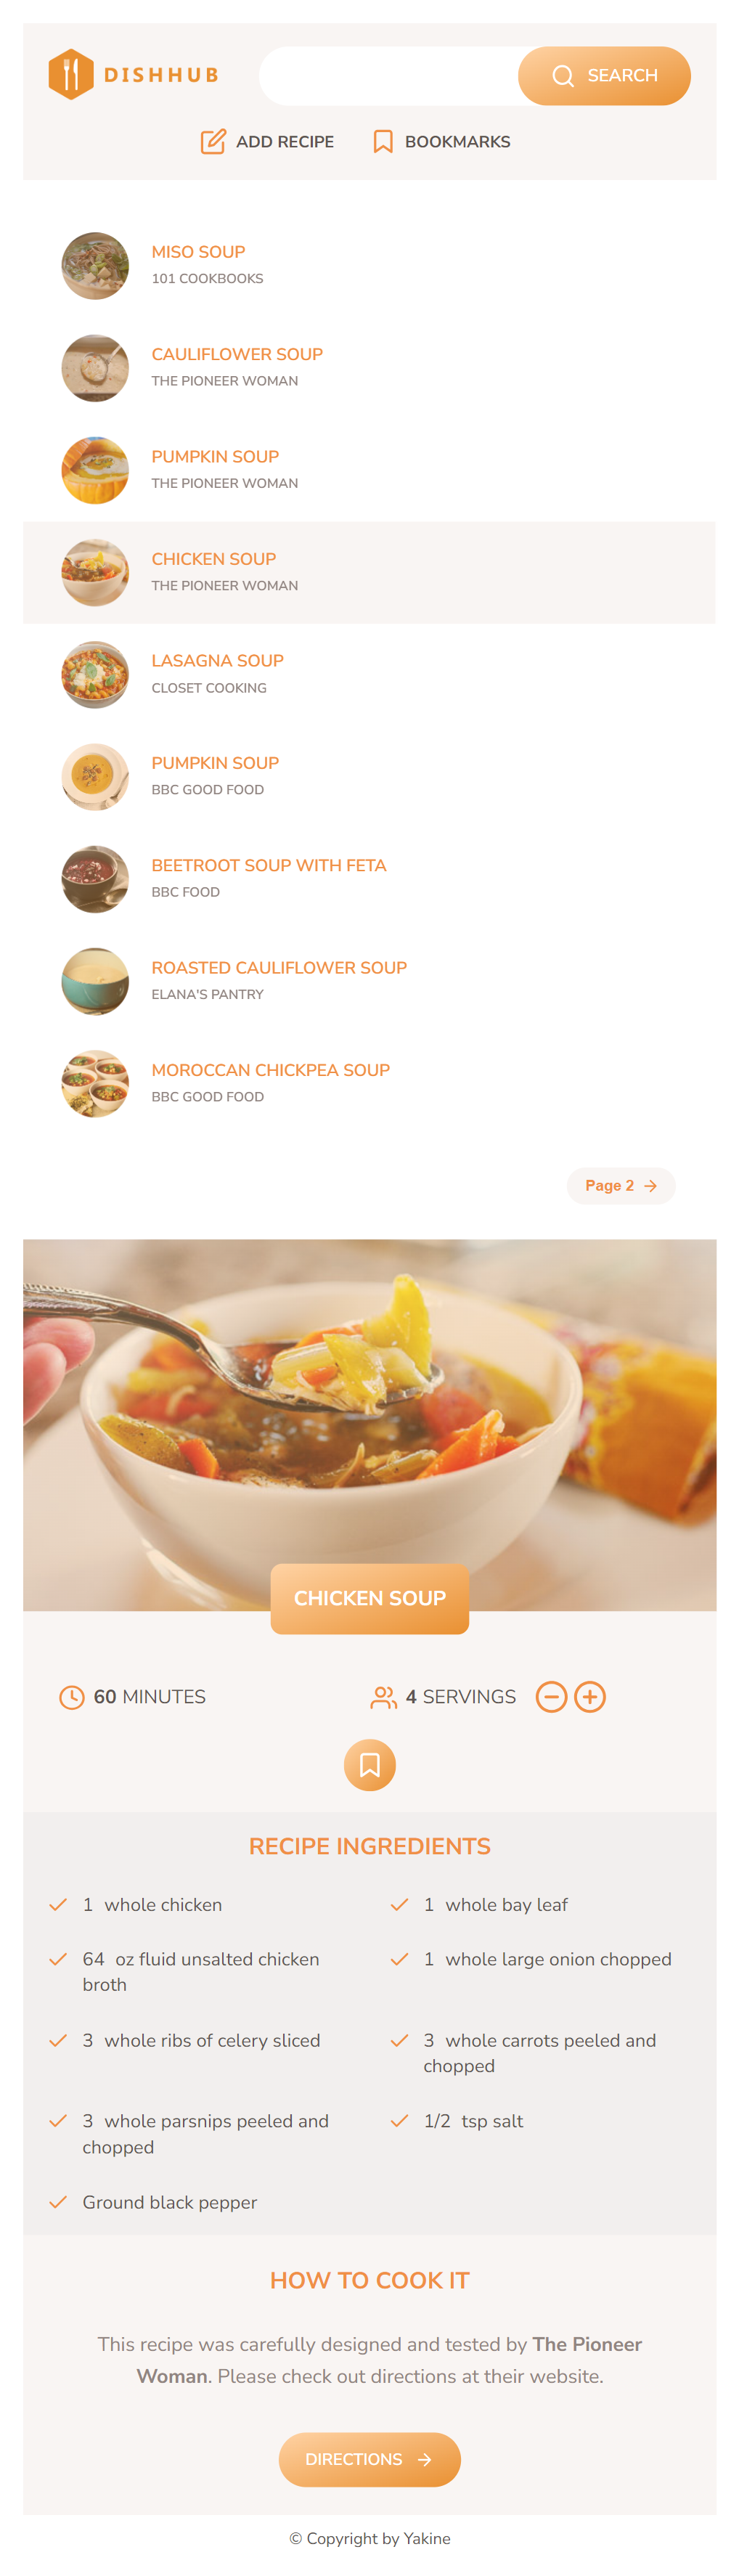 DISHHUB
SEARCH
ADD RECIPE
BOOKMARKS
MISO SOUP
101 COOKBOOKS
CAULIFLOWER SOUP
THE PIONEER WOMAN
PUMPKIN SOUP
THE PIONEER WOMAN
CHICKEN SOUP
THE PIONEER WOMAN
LASAGNA SOUP
CLOSET COOKING
PUMPKIN SOUP
BBC GOOD FOOD
BEETROOT SOUP WITH FETA
BBC FOOD
ROASTED CAULIFLOWER SOUP
ELANA'S PANTRY
MOROCCAN CHICKPEA SOUP
BBC GOOD FOOD
Page 2
CHICKEN SOUP
60 MINUTES
4 SERVINGS
RECIPE INGREDIENTS
1 whole chicken
1 whole bay leaf
64 oz fluid unsalted chicken
broth
1 whole large onion chopped
3 whole ribs of celery sliced
3 whole carrots peeled and
chopped
3 whole parsnips peeled and
chopped
1/2 tsp salt
Ground black pepper
HOW TO COOK IT
This recipe was carefully designed and tested by The Pioneer
Woman. Please check out directions at their website.
DIRECTIONS
© Copyright by Yakine